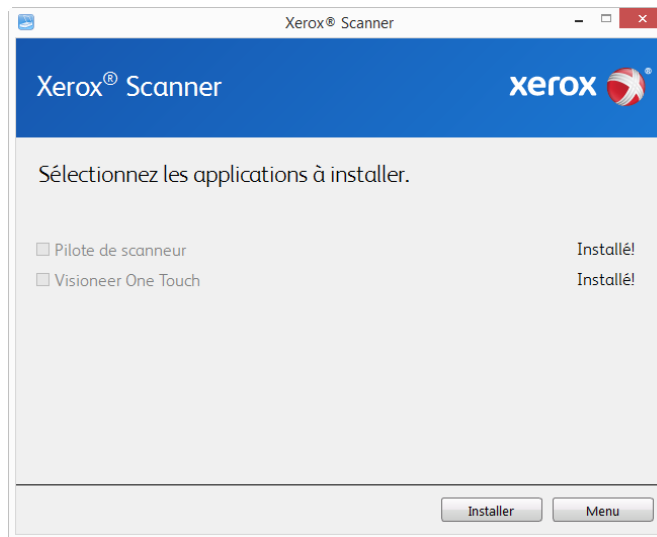 Xerox® Scanner
Xerox® Scanner
xerox®
Sélectionnez les applications à installer.
Pilote de scanneur Installé!
Visioneer One Touch Installé!
Installer Menu